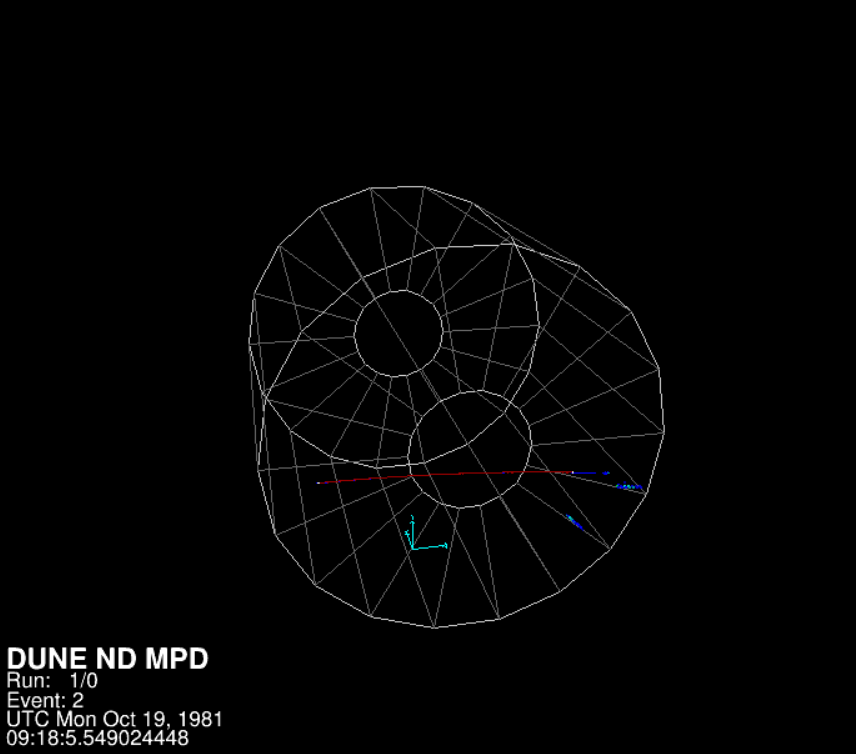 DUNE ND MPD
Run: 1/0
Event: 2
UTC Mon Oct 19, 1981
09:18:5.549024448